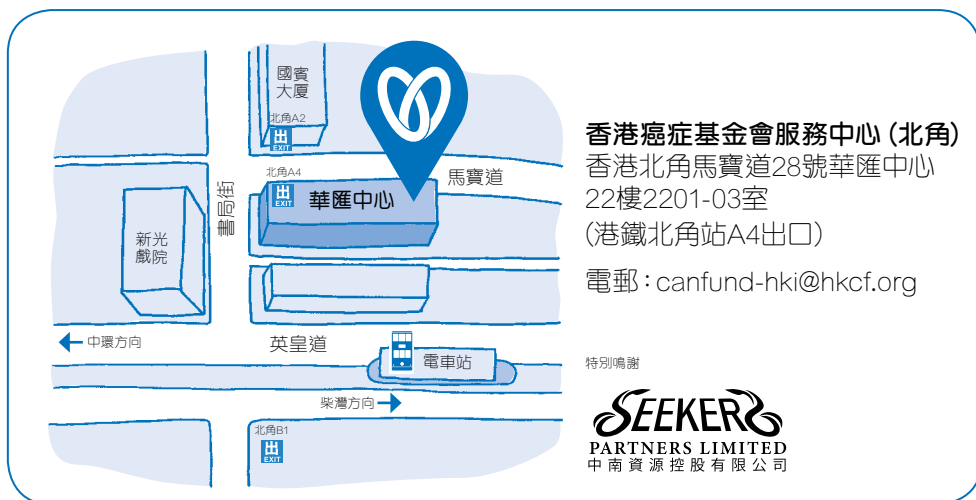 國賓
大厦
北角A2
出
EXIT
北角A4
出
EXIT
華匯中心
馬寶道
書局街
新光
戲院
中環方向
英皇道
電車站
柴灣方向
北角B1
出
EXIT
香港癌症基金會服務中心 (北角)
香港北角馬寶道28號華匯中心
22樓2201-03室
(港鐵北角站A4出口)
電郵：canfund-hki@hkcf.org
特別鳴謝
SEEKERS
PARTNERS LIMITED
中南資源控股有限公司